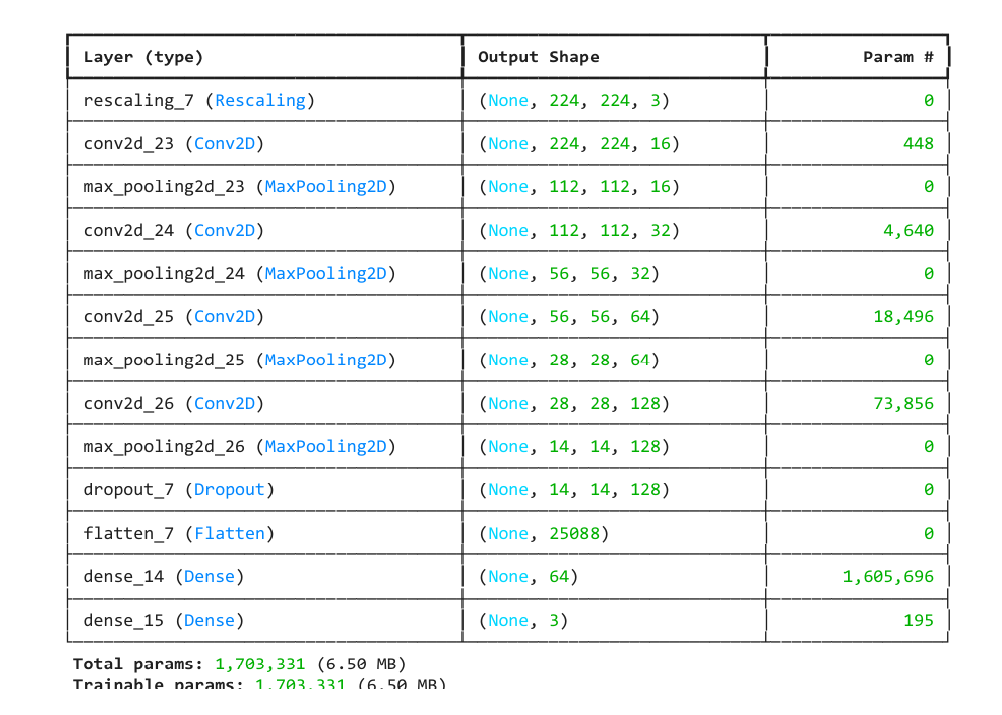 Layer (type) Output Shape Param #
rescaling_7 (Rescaling) (None, 224, 224, 3) 0
conv2d_23 (Conv2D) (None, 224, 224, 16) 448
max_pooling2d_23 (MaxPooling2D) (None, 112, 112, 16) 0
conv2d_24 (Conv2D) (None, 112, 112, 32) 4,640
max_pooling2d_24 (MaxPooling2D) (None, 56, 56, 32) 0
conv2d_25 (Conv2D) (None, 56, 56, 64) 18,496
max_pooling2d_25 (MaxPooling2D) (None, 28, 28, 64) 0
conv2d_26 (Conv2D) (None, 28, 28, 128) 73,856
max_pooling2d_26 (MaxPooling2D) (None, 14, 14, 128) 0
dropout_7 (Dropout) (None, 14, 14, 128) 0
flatten_7 (Flatten) (None, 25088) 0
dense_14 (Dense) (None, 64) 1,605,696
dense_15 (Dense) (None, 3) 195
Total params: 1,703,331 (6.50 MB)
Trainable params: 1,703,331 (6.50 MB)